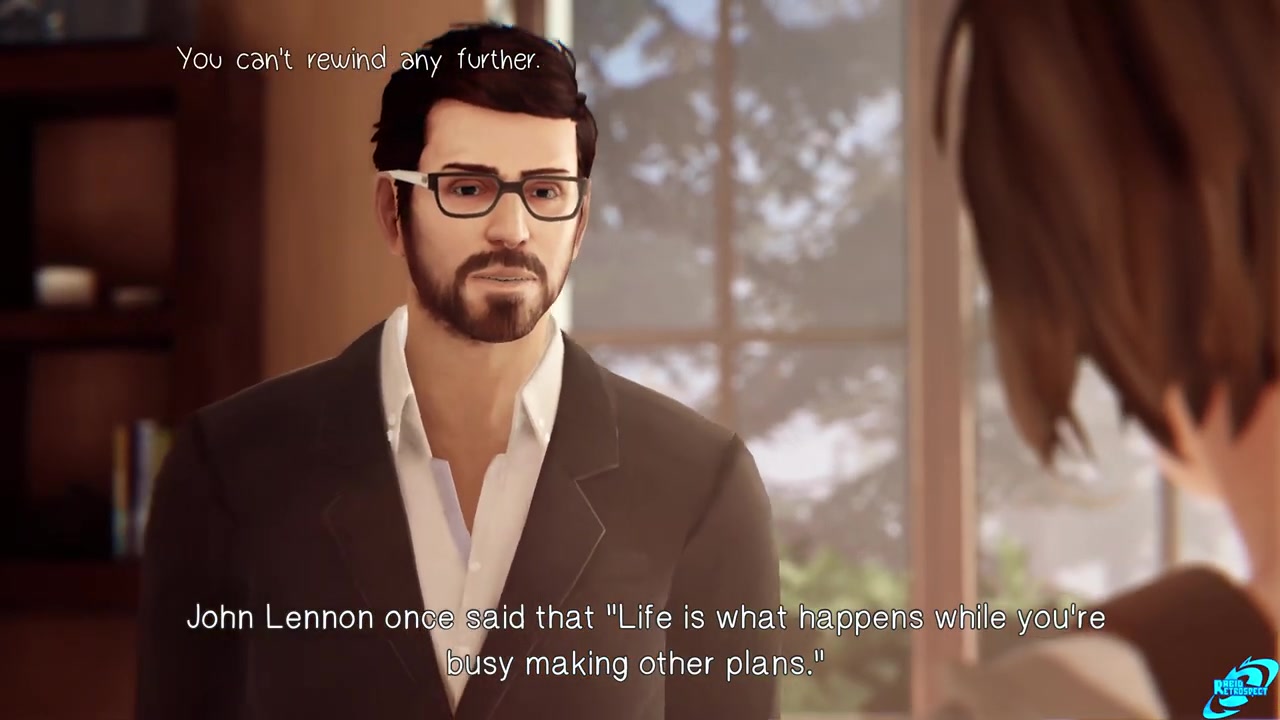 You can't rewind any further.
John Lennon once said that "Life is what happens while you're
busy making other plans."
RETROSPECT